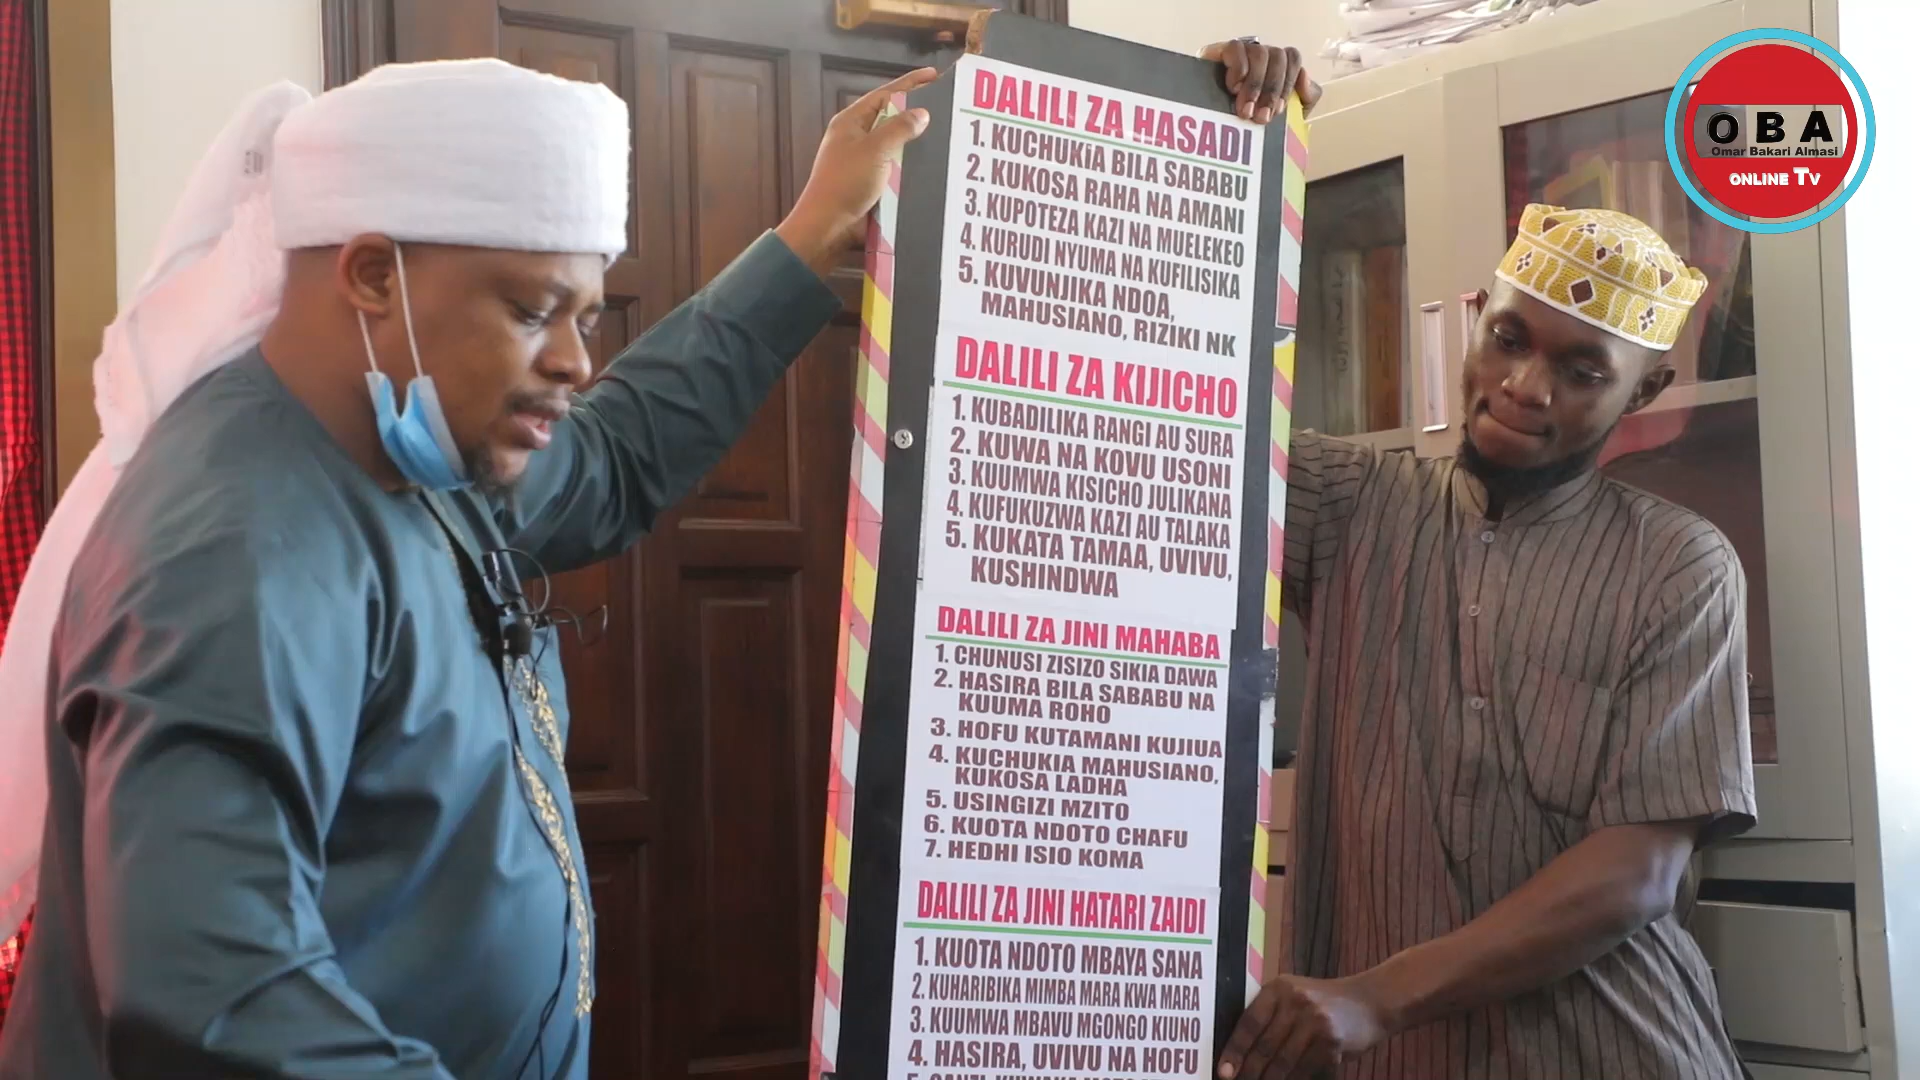 DALILI ZA HASADI
1. KUCHUKiA BILA SABABU
2. KUKOSA RAHA NA AMANI
3. KUPOTEZA KAZI NA MUELEKEO
4. KURUDI NYUMA NA KUFILISIKA
5. KUVUNJIKA NDOA,
MAHUSIANO, RIZIKI NK
DALILI ZA KIJICHO
1. KUBADILIKA RANGI AU SURA
2. KUWA NA KOVU USONI
3. KUUMWA KISICHO JULIKANA
4. KUFUKUZWA KAZI AU TALAKA
5. KUKATA TAMAA, UVIVU,
KUSHINDWA
DALILI ZA JINI MAHABA
1. CHUNUSI ZISIZO SIKIA DAWA
2. HASIRA BILA SABABU NA
KUUMA ROHO
3. HOFU KUTAMANI KUJIUA
4. KUCHUKIA MAHUSIANO,
KUKOSA LADHA
5. USINGIZI MZITO
6. KUOTA NDOTO CHAFU
7. HEDHI ISIO KOMA
DALILI ZA JINI HATARI ZAIDI
1. KUOTA NDOTO MBAYA SANA
2. KUHARIBIKA MIMBA MARA KWA MARA
3. KUUMWA MBAVU MGONGO KIUNO
4. HASIRA, UVIVU NA HOFU
OBA
Omar Bakari Almasi
ONLINE TV